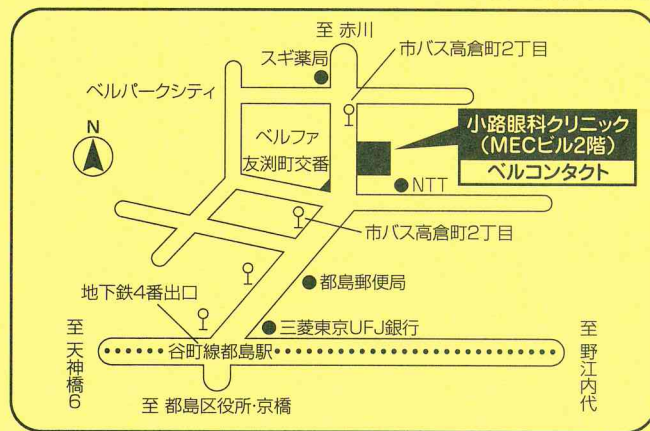 至 赤川
スギ薬局
市バス高倉町2丁目
ベルパークシティ
N
ベルファ
友渕町交番
小路眼科クリニック
(MECビル2階)
ベルコンタクト
NTT
市バス高倉町2丁目
都島郵便局
地下鉄4番出口
三菱東京UFJ銀行
至 天神橋6
谷町線都島駅
至 野江内代
至 都島区役所・京橋